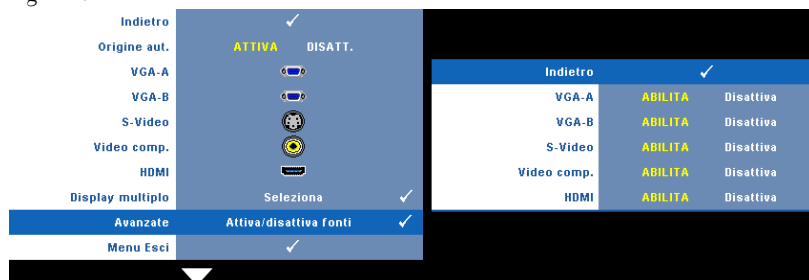 Indietro
Origine aut. ATTIVA DISATT.
VGA-A
VGA-B
S-Video
Video comp.
HDMI
Display multiplo Seleziona
Avanzate Attiva/disattiva fonti
Menu Esci
Indietro
VGA-A ABILITA Disattiva
VGA-B ABILITA Disattiva
S-Video ABILITA Disattiva
Video comp. ABILITA Disattiva
HDMI ABILITA Disattiva